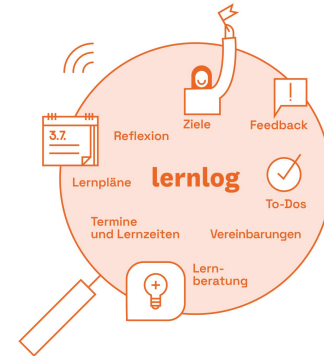 !
Ziele
Feedback
3.7.
Reflexion
Lernpläne
lernlog
To-Dos
Termine
und Lernzeiten
Vereinbarungen
Lern-
beratung